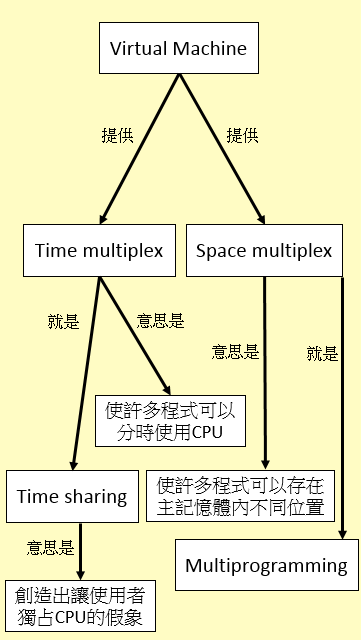 Virtual Machine
提供
提供
Time multiplex
Space multiplex
就是
意思是
意思是
就是
使許多程式可以
分時使用CPU
Time sharing
使許多程式可以存在
主記憶體內不同位置
意思是
Multiprogramming
創造出讓使用者
獨占CPU的假象